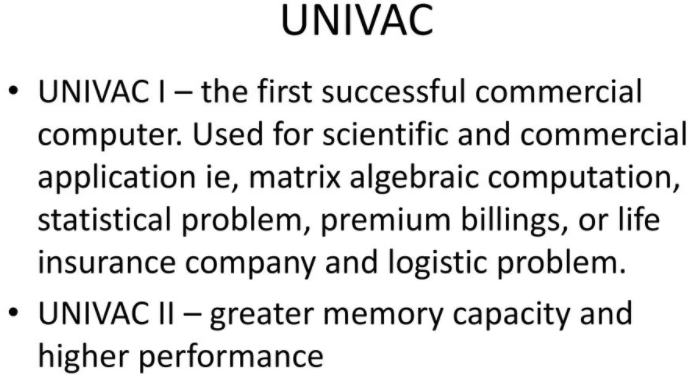 UNIVAC
• UNIVAC I – the first successful commercial
computer. Used for scientific and commercial
application ie, matrix algebraic computation,
statistical problem, premium billings, or life
insurance company and logistic problem.
• UNIVAC II – greater memory capacity and
higher performance